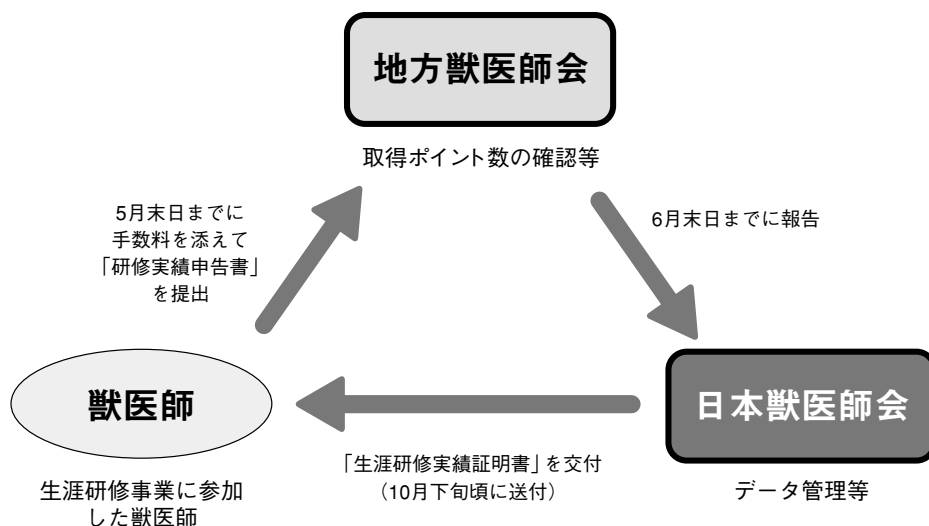 地方獣医師会
取得ポイント数の確認等
5月末日までに
手数料を添えて
「研修実績申告書」
を提出
6月末日までに報告
獣医師
日本獣医師会
「生涯研修実績証明書」を交付
（10月下旬頃に送付）
生涯研修事業に参加
した獣医師
データ管理等